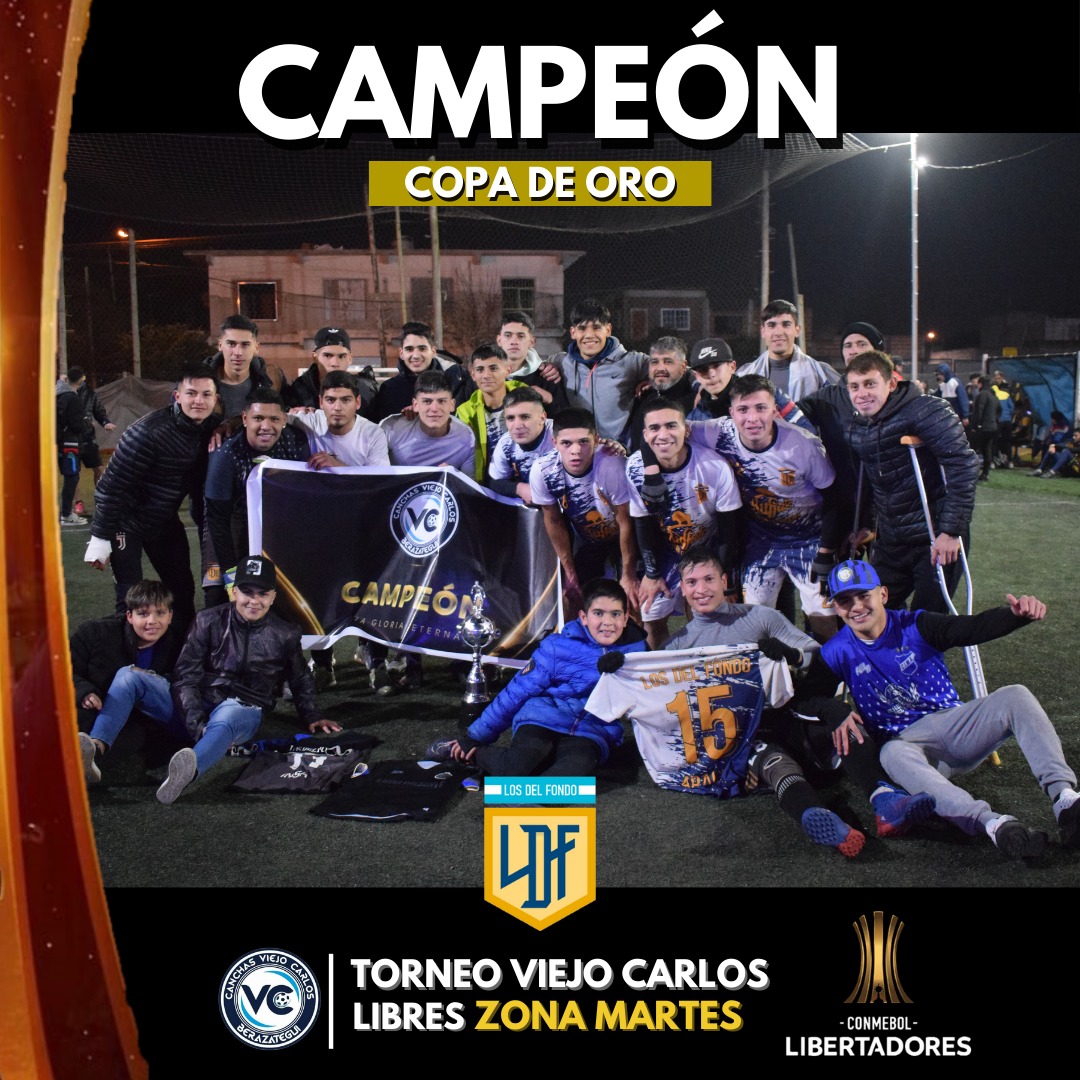 CAMPEÓN
COPA DE ORO
CANCHAS VIEJO CARLOS
VC
BERAZATEGUI
CAMPEÓN
LA GLORIA ETERNA
LOS DEL FONDO
15
LOS DEL FONDO
LDF
CANCHAS VIEJO CARLOS
VC
BERAZATEGUI
TORNEO VIEJO CARLOS
LIBRES ZONA MARTES
- CONMEBOL -
LIBERTADORES